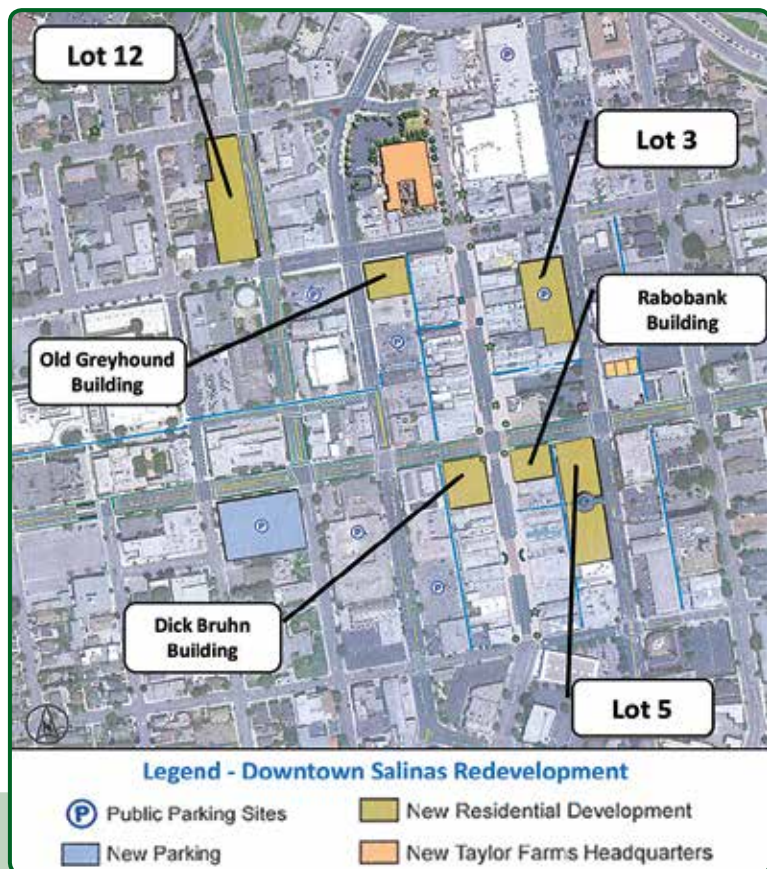 Lot 12
Lot 3
Rabobank
Building
Old Greyhound
Building
Dick Bruhn
Building
Lot 5
P
P
P
P
P
P
P
Legend - Downtown Salinas Redevelopment
P Public Parking Sites
New Residential Development
New Parking
New Taylor Farms Headquarters